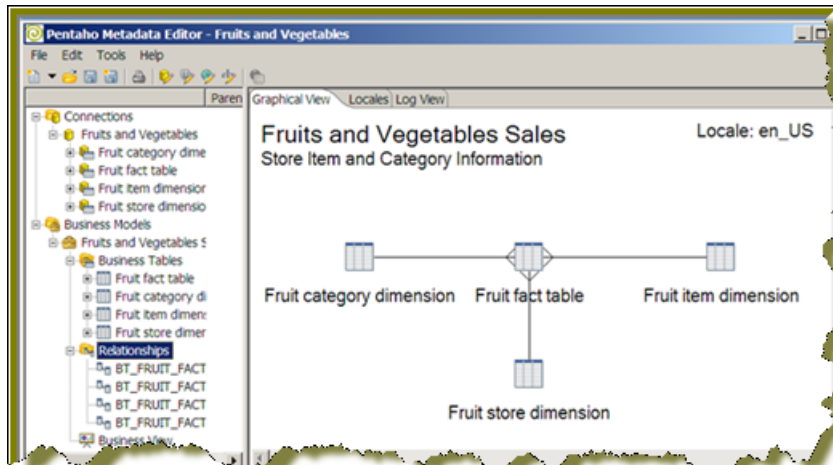 Pentaho Metadata Editor - Fruits and Vegetables
File Edit Tools Help
Paren
Graphical View Locales Log View
Connections
Fruits and Vegetables
Fruit category dime
Fruit fact table
Fruit item dimension
Fruit store dimensio
Business Models
Fruits and Vegetables S
Business Tables
Fruit fact table
Fruit category di
Fruit item dimens
Fruit store dimer
Relationships
BT_FRUIT_FACT
BT_FRUIT_FACT
BT_FRUIT_FACT
BT_FRUIT_FACT
Business View
Fruits and Vegetables Sales
Locale: en_US
Store Item and Category Information
Fruit category dimension
Fruit fact table
Fruit item dimension
Fruit store dimension